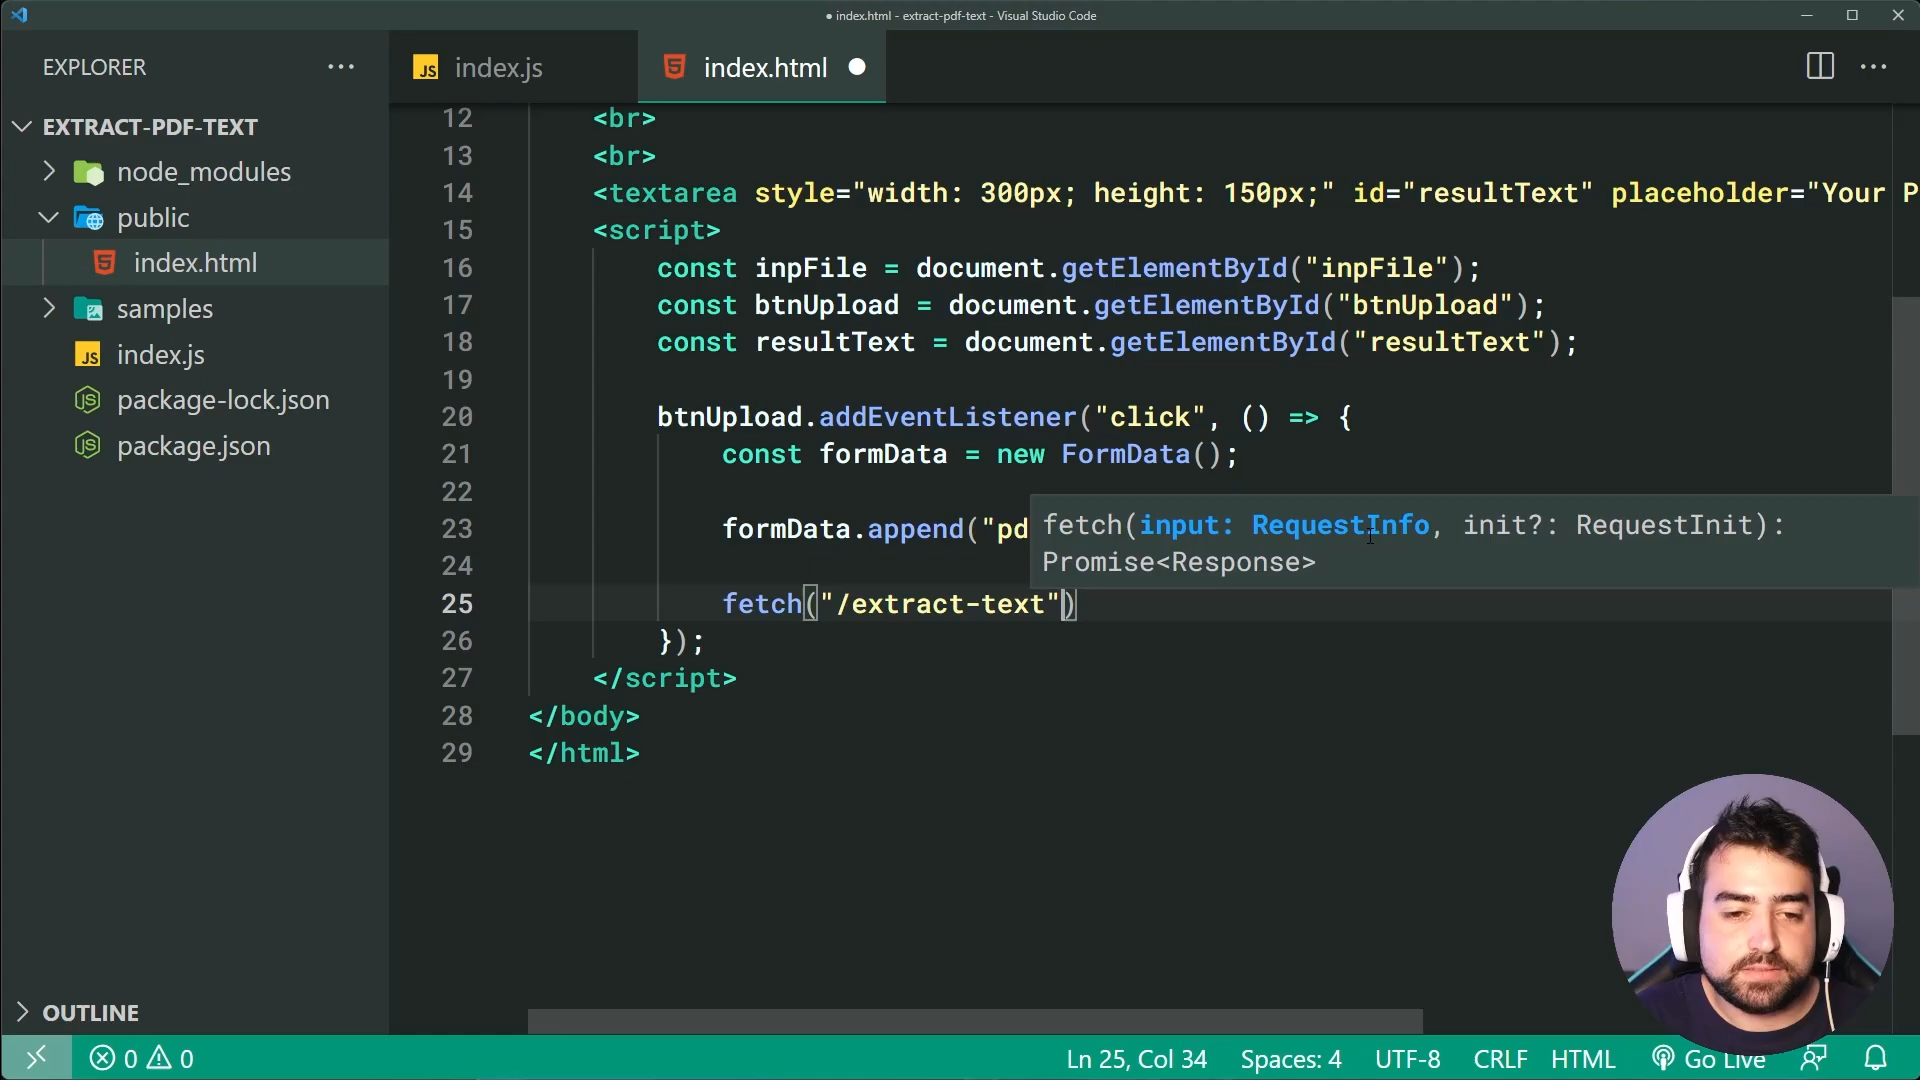 index.html - extract-pdf-text - Visual Studio Code
EXPLORER
EXTRACT-PDF-TEXT
node_modules
public
index.html
samples
index.js
package-lock.json
package.json
OUTLINE
index.js
index.html
12 <br>
13 <br>
14 <textarea style="width: 300px; height: 150px;" id="resultText" placeholder="Your P
15 <script>
16 const inpFile = document.getElementById("inpFile");
17 const btnUpload = document.getElementById("btnUpload");
18 const resultText = document.getElementById("resultText");
19
20 btnUpload.addEventListener("click", () => {
21 const formData = new FormData();
22
23 formData.append("pd
fetch(input: RequestInfo, init?: RequestInit):
Promise<Response>
24
25 fetch("/extract-text")
26 });
27 </script>
28 </body>
29 </html>
0 0 Ln 25, Col 34 Spaces: 4 UTF-8 CRLF HTML Go Live